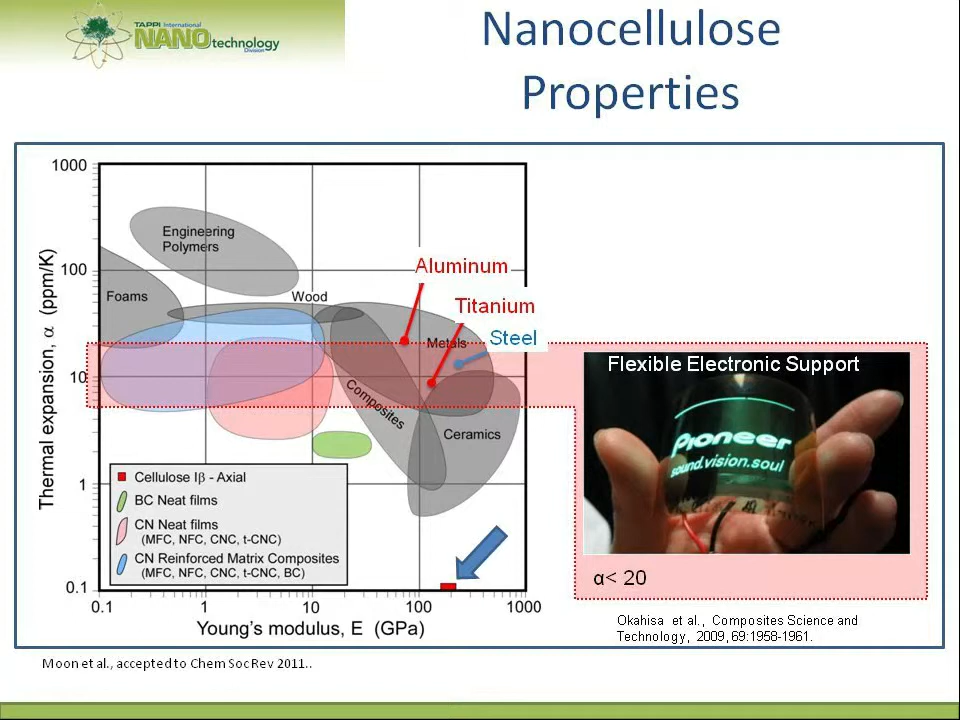 TAPPI International
NANOtechnology
Division
Nanocellulose
Properties
1000
100
10
1
0.1
Thermal expansion, α (ppm/K)
Engineering
Polymers
Foams
Wood
Aluminum
Titanium
Steel
Metals
Composites
Ceramics
Cellulose Iβ - Axial
BC Neat films
CN Neat films
(MFC, NFC, CNC, t-CNC)
CN Reinforced Matrix Composites
(MFC, NFC, CNC, t-CNC, BC)
0.1 1 10 100 1000
Young's modulus, E (GPa)
Flexible Electronic Support
Pioneer
sound.vision.soul
α< 20
Okahisa et al., Composites Science and
Technology, 2009, 69:1958-1961.
Moon et al., accepted to Chem Soc Rev 2011..